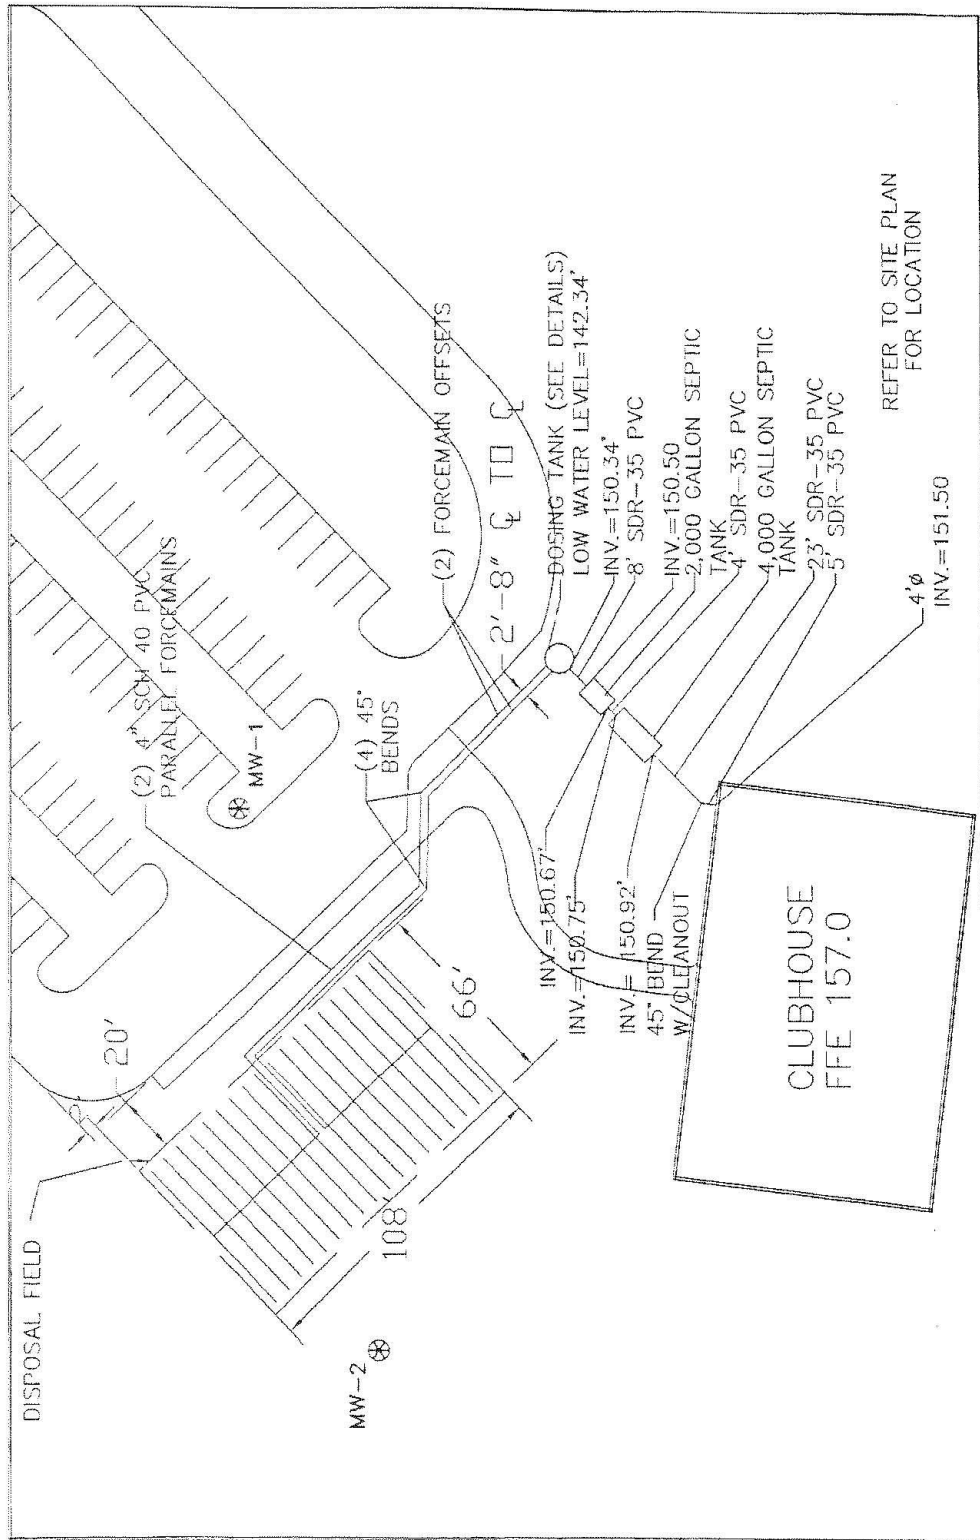 DISPOSAL FIELD
20'
2'
(2) 4" SCH 40 PVC
PARALLEL FORCEMAINS
MW-1
(4) 45°
BENDS
(2) FORCEMAIN OFFSETS
2'-8" ℄ TO ℄
DOSING TANK (SEE DETAILS)
LOW WATER LEVEL=142.34'
INV.=150.34'
8' SDR-35 PVC
INV.=150.50
2,000 GALLON SEPTIC
TANK
4' SDR-35 PVC
4,000 GALLON SEPTIC
TANK
23' SDR-35 PVC
5' SDR-35 PVC
4'ø
INV.=151.50
REFER TO SITE PLAN
FOR LOCATION
66'
108'
MW-2
INV.=150.67'
INV.=150.75'
INV.= 150.92'
45° BEND
W/CLEANOUT
CLUBHOUSE
FFE 157.0